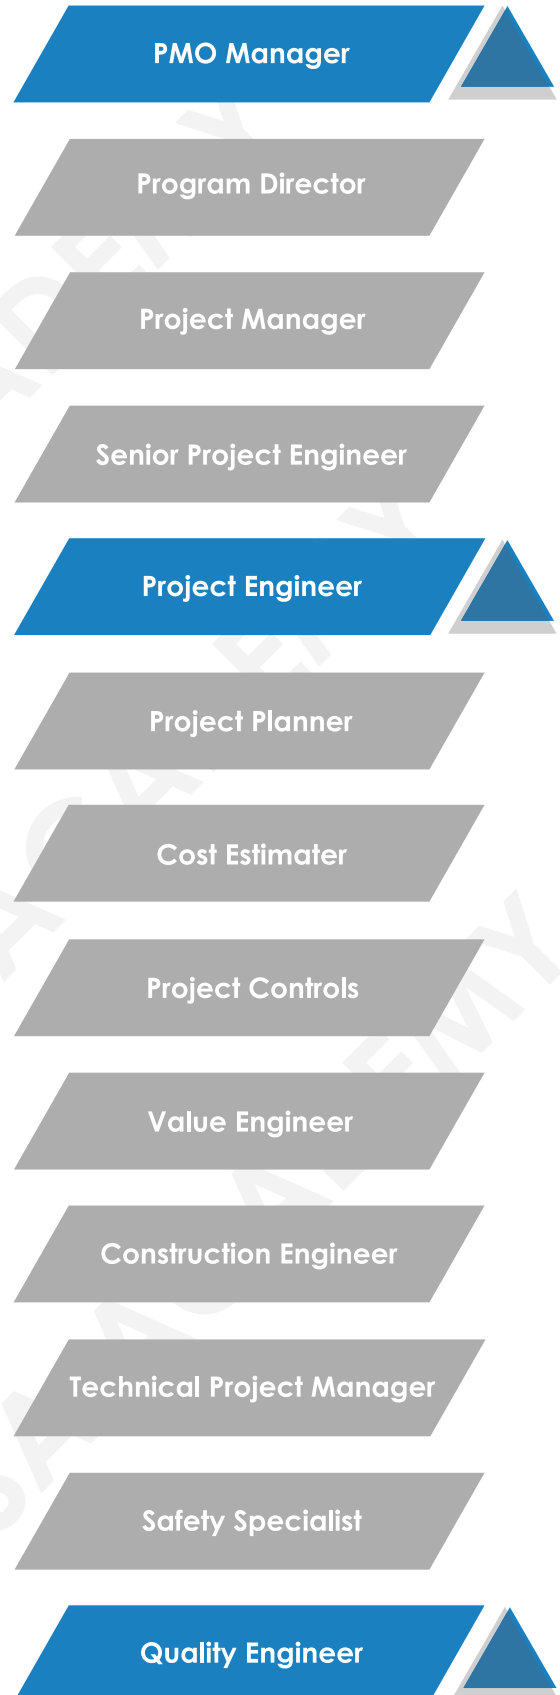 PMO Manager
Program Director
Project Manager
Senior Project Engineer
Project Engineer
Project Planner
Cost Estimater
Project Controls
Value Engineer
Construction Engineer
Technical Project Manager
Safety Specialist
Quality Engineer